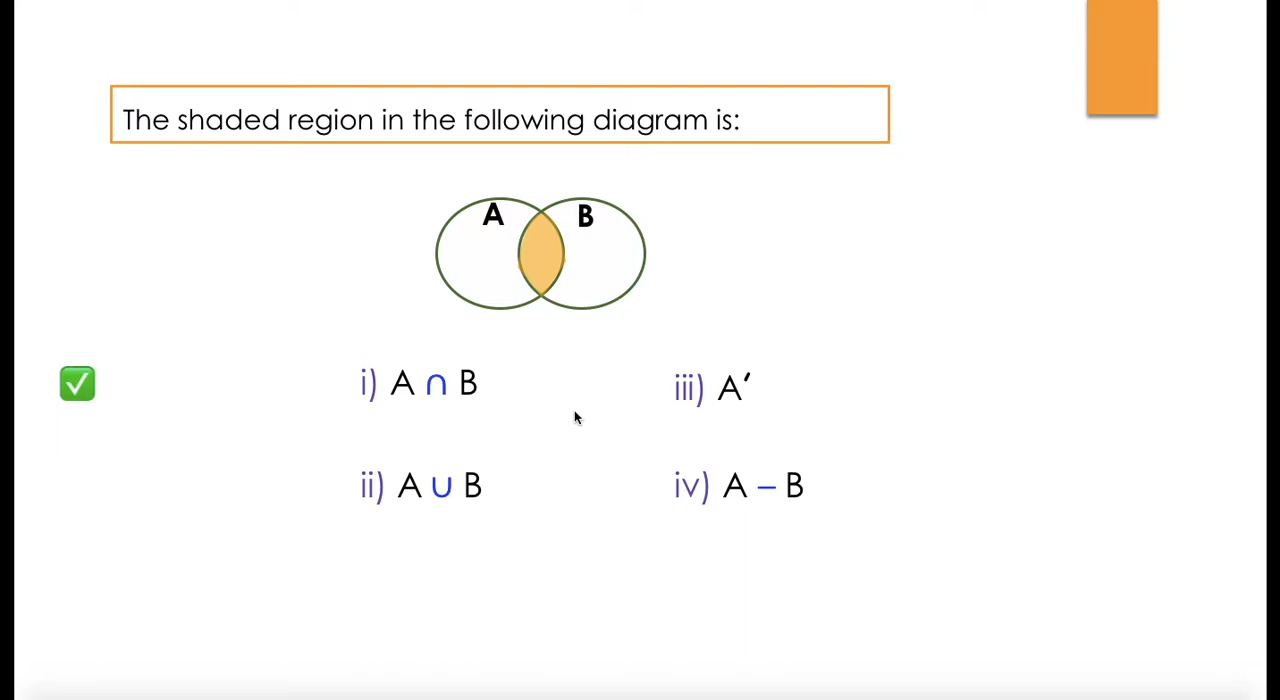 The shaded region in the following diagram is:
A B
i) A ∩ B iii) A′
ii) A ∪ B iv) A – B